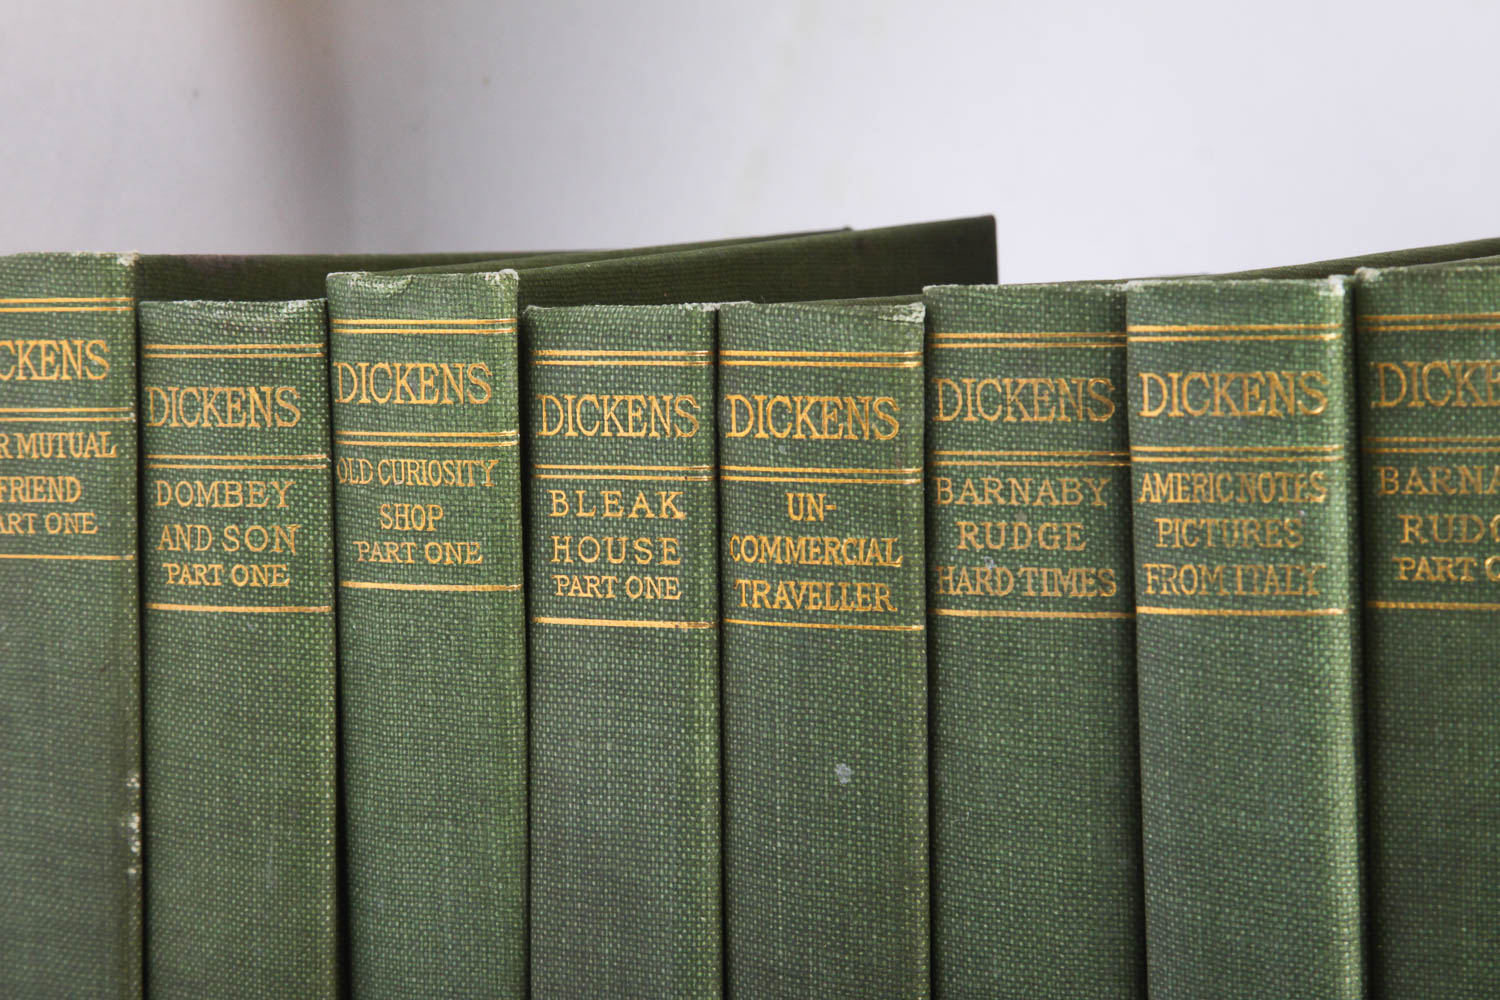 CKENS
R MUTUAL
FRIEND
ART ONE
DICKENS
DOMBEY
AND SON
PART ONE
DICKENS
OLD CURIOSITY
SHOP
PART ONE
DICKENS
BLEAK
HOUSE
PART ONE
DICKENS
UN-
COMMERCIAL
TRAVELLER
DICKENS
BARNABY
RUDGE
HARD TIMES
DICKENS
AMERIC NOTES
PICTURES
FROM ITALY
DICKE
BARNA
RUDG
PART O